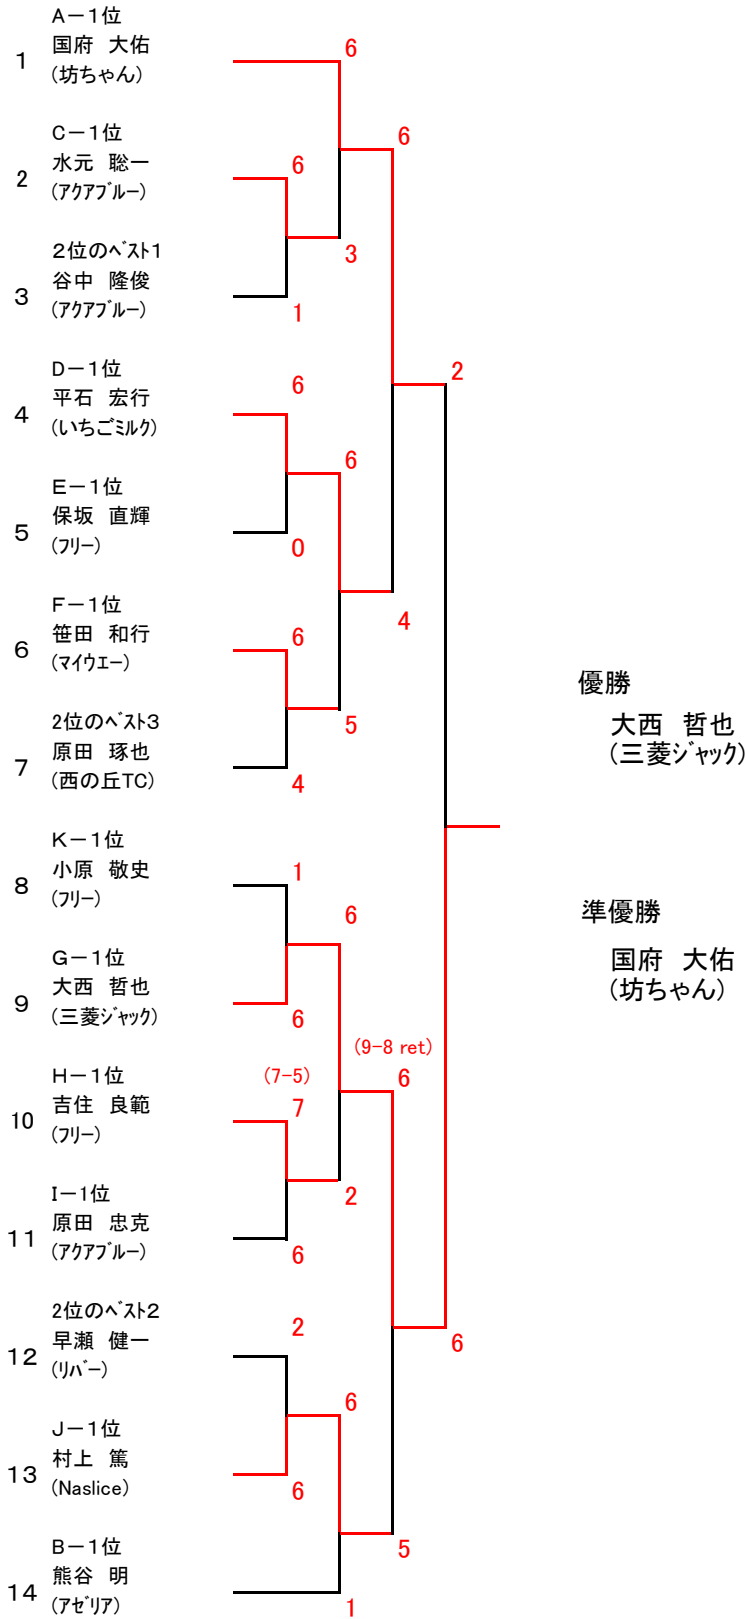 A－1位
1 国府 大佑 6
(坊ちゃん)
C－1位 6
2 水元 聡一 6
(アクアブルー)
2位のベスト1 3
3 谷中 隆俊
(アクアブルー) 1
D－1位 2
4 平石 宏行 6
(いちごミルク)
E－1位 6
5 保坂 直輝
(フリー) 0
F－1位 4
6 笹田 和行 6
(マイウエー)
2位のベスト3 5
7 原田 琢也
(西の丘TC) 4
優勝
大西 哲也
(三菱ジャック)
K－1位
8 小原 敬史 1
(フリー) 6
準優勝
国府 大佑
(坊ちゃん)
G－1位
9 大西 哲也
(三菱ジャック) 6
(9-8 ret)
H－1位 (7-5) 6
10 吉住 良範 7
(フリー)
I－1位 2
11 原田 忠克
(アクアブルー) 6
2位のベスト2 2
12 早瀬 健一 6
(リバー)
J－1位 6
13 村上 篤
(Naslice) 6
B－1位 5
14 熊谷 明
(アゼリア) 1